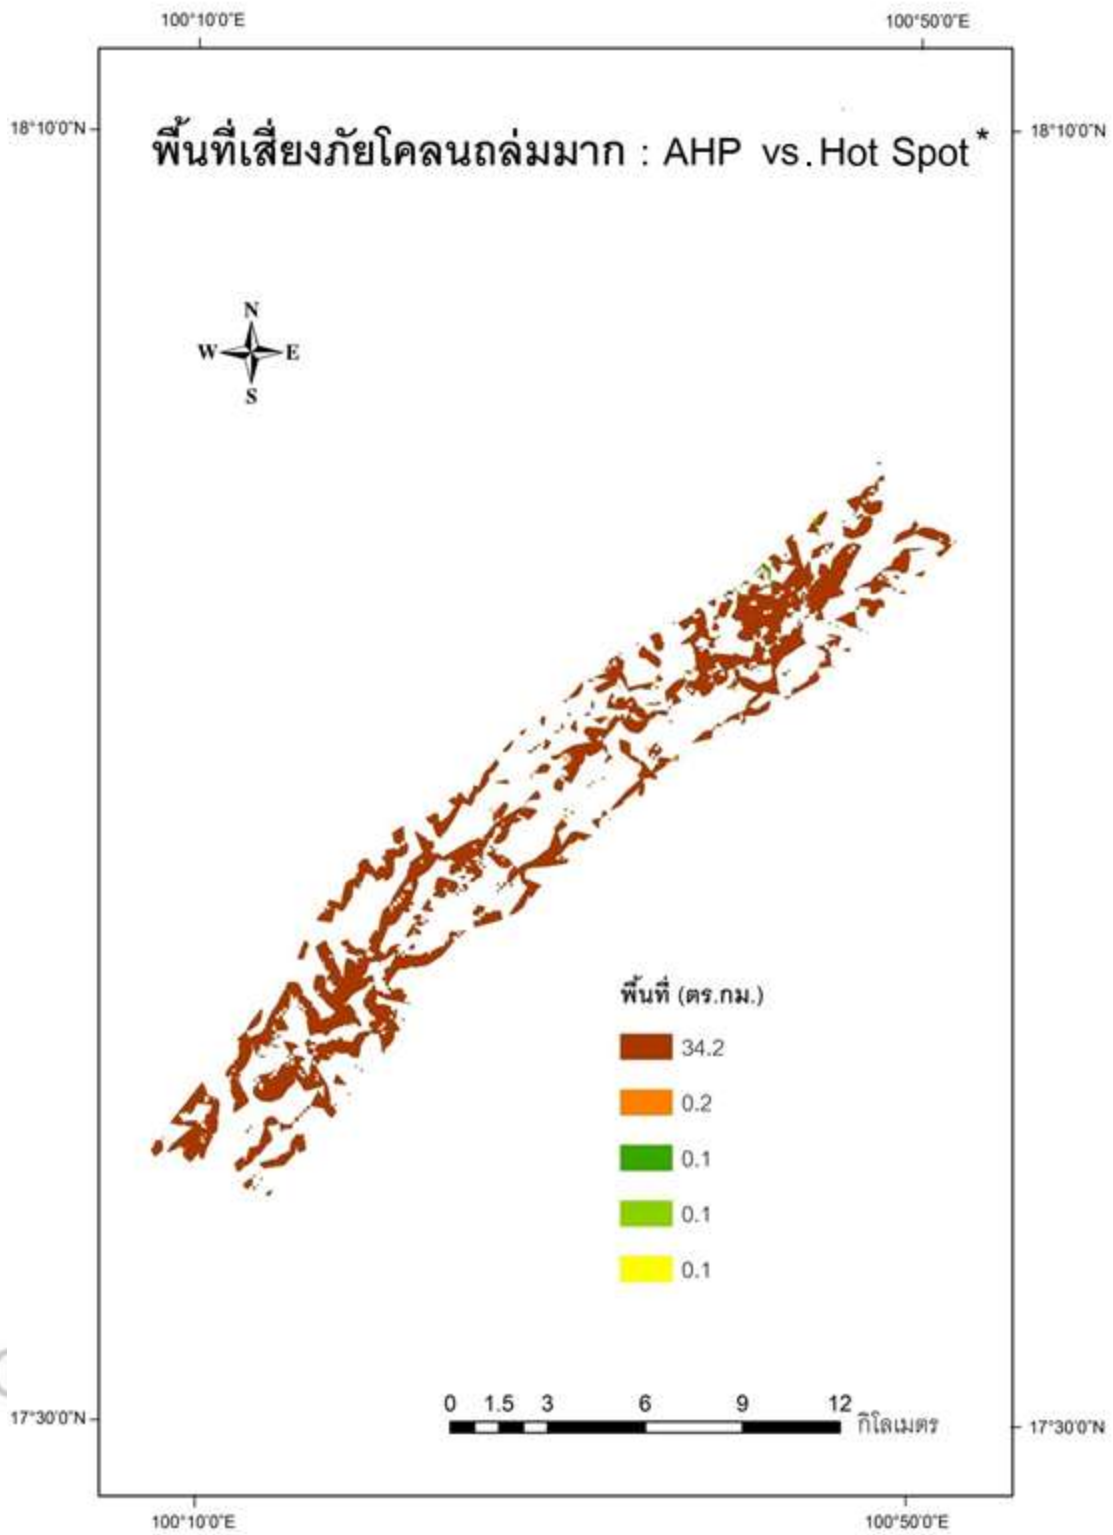 100°10'0"E 100°50'0"E
18°10'0"N 18°10'0"N
พื้นที่เสี่ยงภัยโคลนถล่มมาก : AHP vs. Hot Spot*
N
W E
S
พื้นที่ (ตร.กม.)
34.2
0.2
0.1
0.1
0.1
0 1.5 3 6 9 12
กิโลเมตร
17°30'0"N 17°30'0"N
100°10'0"E 100°50'0"E